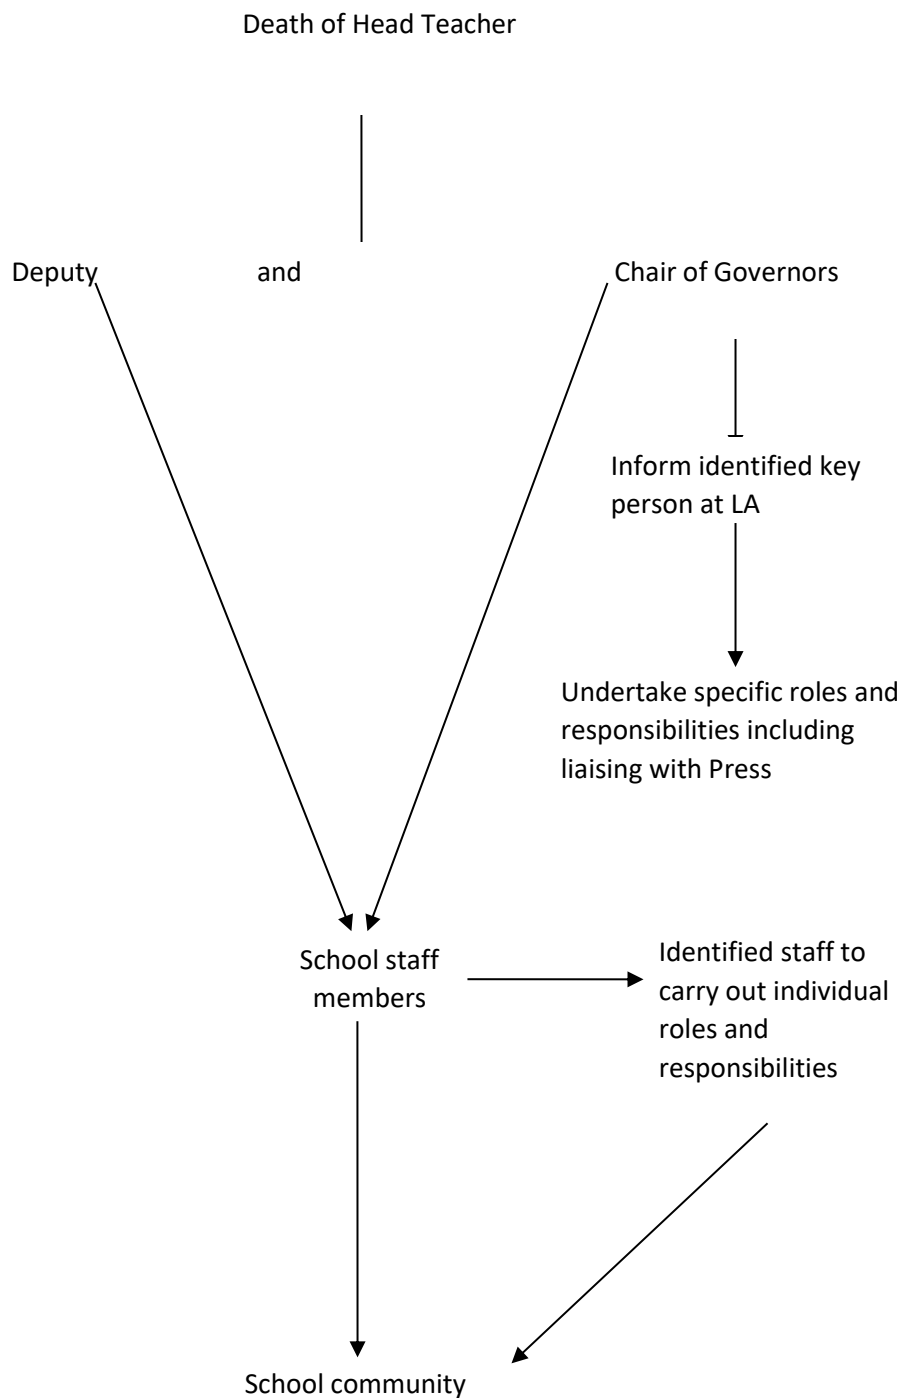 Death of Head Teacher
Deputy and Chair of Governors
Inform identified key
person at LA
Undertake specific roles and
responsibilities including
liaising with Press
School staff
members
Identified staff to
carry out individual
roles and
responsibilities
School community